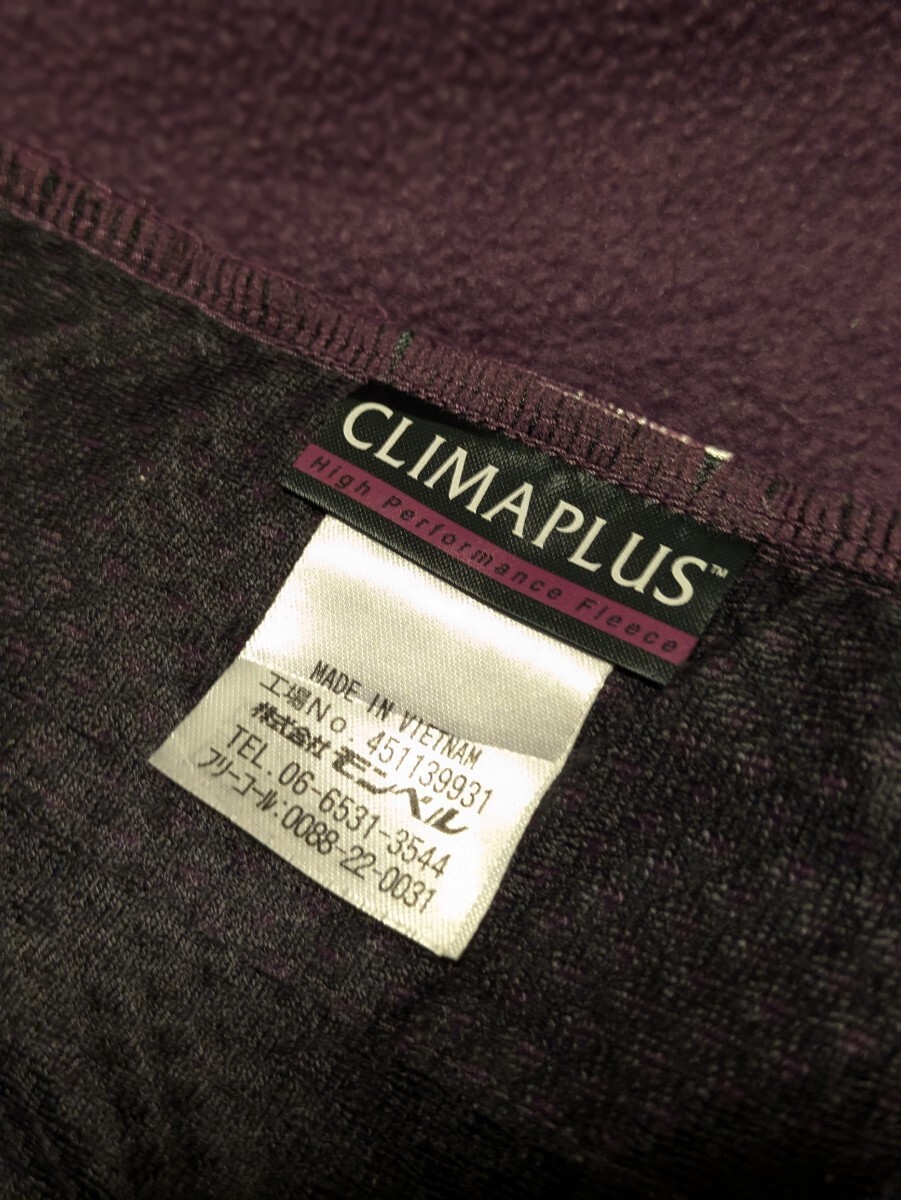 CLIMAPLUS™
High Performance Fleece
MADE IN VIETNAM
工場No. 451139931
株式会社モンベル
TEL. 06-6531-3544
フリーコール:0088-22-0031